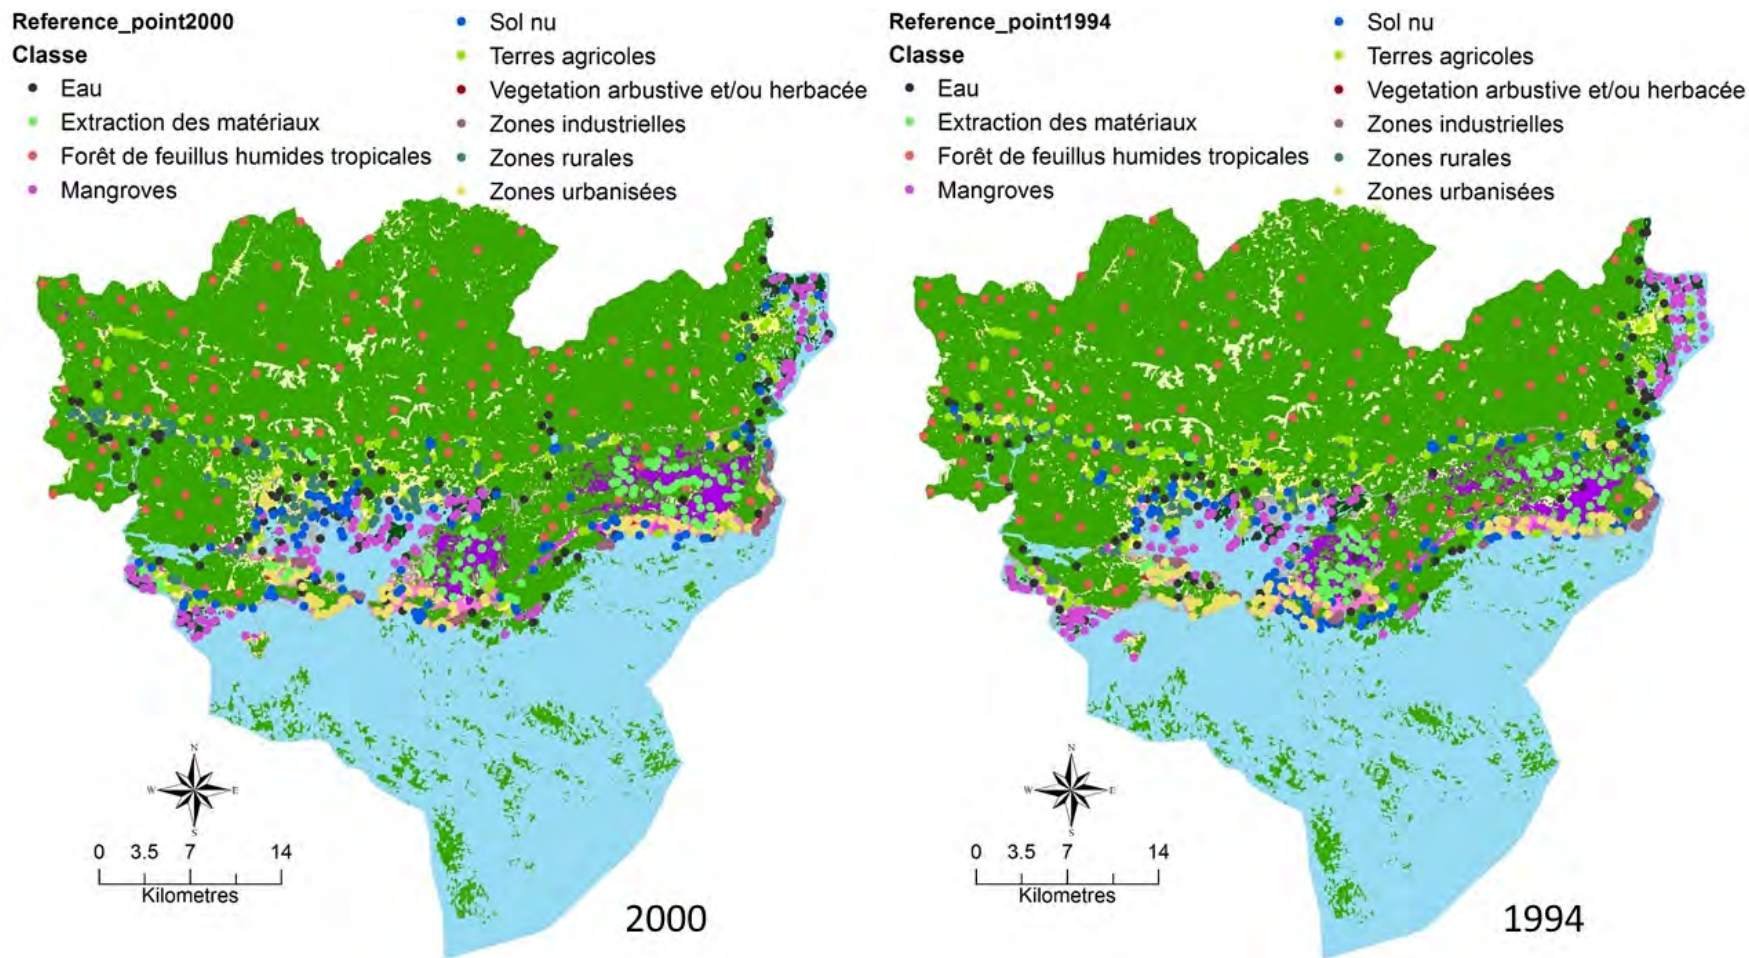 Reference_point2000
Classe
Eau
Extraction des matériaux
Forêt de feuillus humides tropicales
Mangroves
Sol nu
Terres agricoles
Vegetation arbustive et/ou herbacée
Zones industrielles
Zones rurales
Zones urbanisées
N
W E
S
0 3.5 7 14
Kilometres
2000
Reference_point1994
Classe
Eau
Extraction des matériaux
Forêt de feuillus humides tropicales
Mangroves
Sol nu
Terres agricoles
Vegetation arbustive et/ou herbacée
Zones industrielles
Zones rurales
Zones urbanisées
N
W E
S
0 3.5 7 14
Kilometres
1994